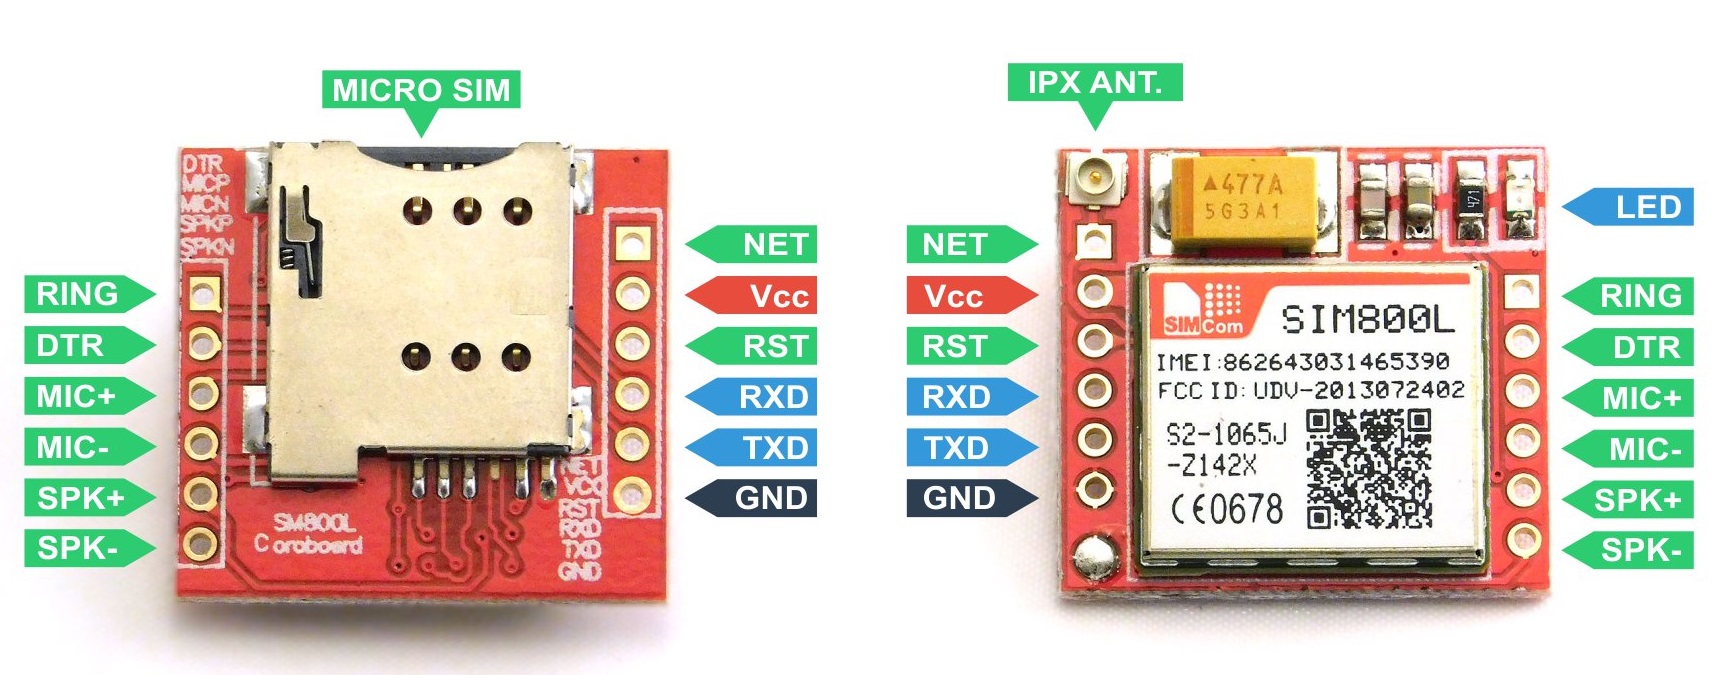 MICRO SIM
DTR
MICP
MICN
SPKP
SPKN
RING
DTR
MIC+
MIC-
SPK+
SPK-
NET
Vcc
RST
RXD
TXD
GND
NET
VCC
RST
RXD
TXD
GND
SM800L
Coroboord
IPX ANT.
477A
5G3A1
471
LED
NET
Vcc
RST
RXD
TXD
GND
SIMCom
SIM800L
IMEI:862643031465390
FCC ID: UDV-2013072402
S2-1065J
-Z142X
CE0678
RING
DTR
MIC+
MIC-
SPK+
SPK-